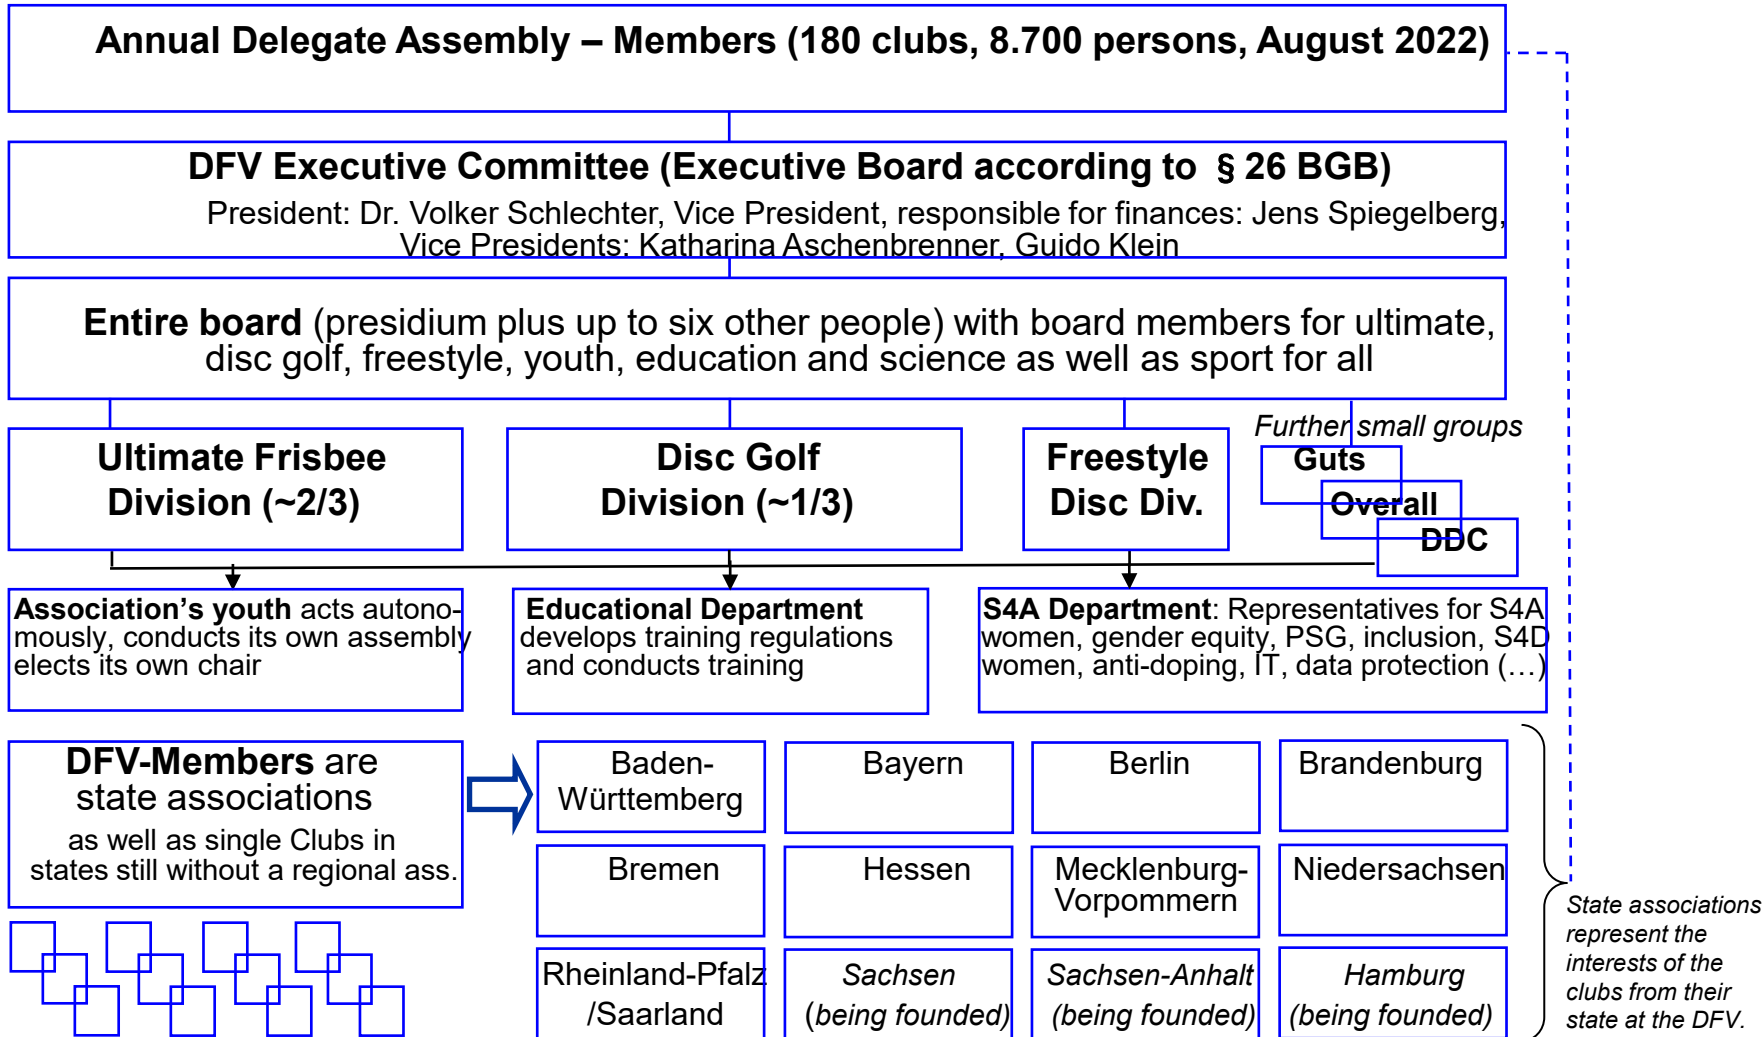 Annual Delegate Assembly – Members (180 clubs, 8.700 persons, August 2022)
DFV Executive Committee (Executive Board according to § 26 BGB)
President: Dr. Volker Schlechter, Vice President, responsible for finances: Jens Spiegelberg,
Vice Presidents: Katharina Aschenbrenner, Guido Klein
Entire board (presidium plus up to six other people) with board members for ultimate,
disc golf, freestyle, youth, education and science as well as sport for all
Ultimate Frisbee
Division (~2/3)
Disc Golf
Division (~1/3)
Freestyle
Disc Div.
Further small groups
Guts
Overall
DDC
Association’s youth acts autono-
mously, conducts its own assembly
elects its own chair
Educational Department
develops training regulations
and conducts training
S4A Department: Representatives for S4A
women, gender equity, PSG, inclusion, S4D
women, anti-doping, IT, data protection (…)
DFV-Members are
state associations
as well as single Clubs in
states still without a regional ass.
Baden-
Württemberg
Bayern
Berlin
Brandenburg
Bremen
Hessen
Mecklenburg-
Vorpommern
Niedersachsen
Rheinland-Pfalz
/Saarland
Sachsen
(being founded)
Sachsen-Anhalt
(being founded)
Hamburg
(being founded)
State associations
represent the
interests of the
clubs from their
state at the DFV.